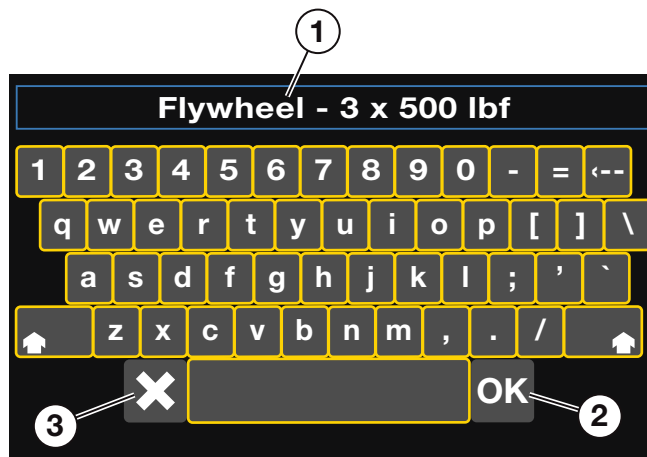 1
Flywheel - 3 x 500 lbf
1 2 3 4 5 6 7 8 9 0 - = ‹--
q w e r t y u i o p [ ] \
a s d f g h j k l ; ’ `
z x c v b n m , . /
OK
3
2